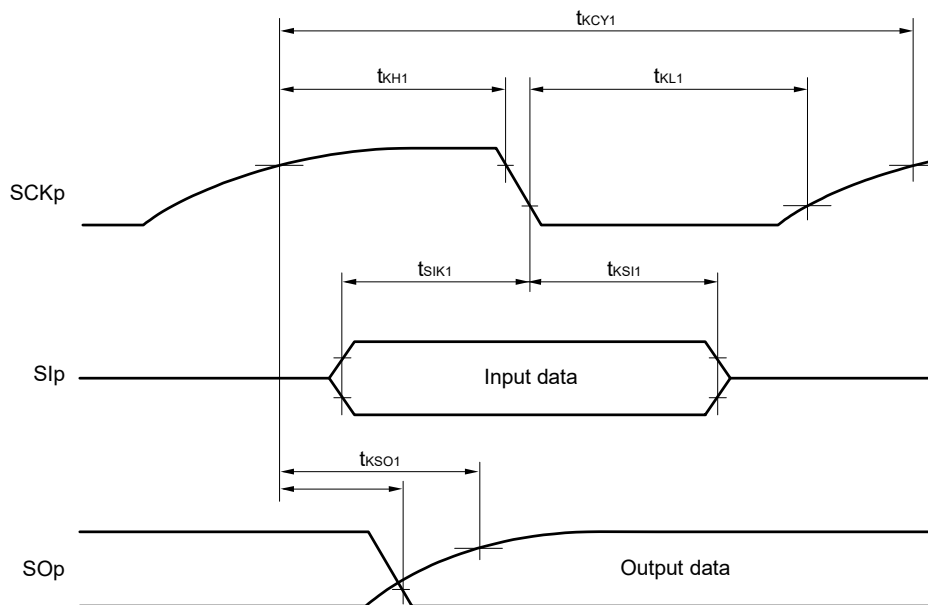 tKCY1
tKH1
tKL1
SCKp
tSIK1
tKSI1
SIp
Input data
tKSO1
SOp
Output data